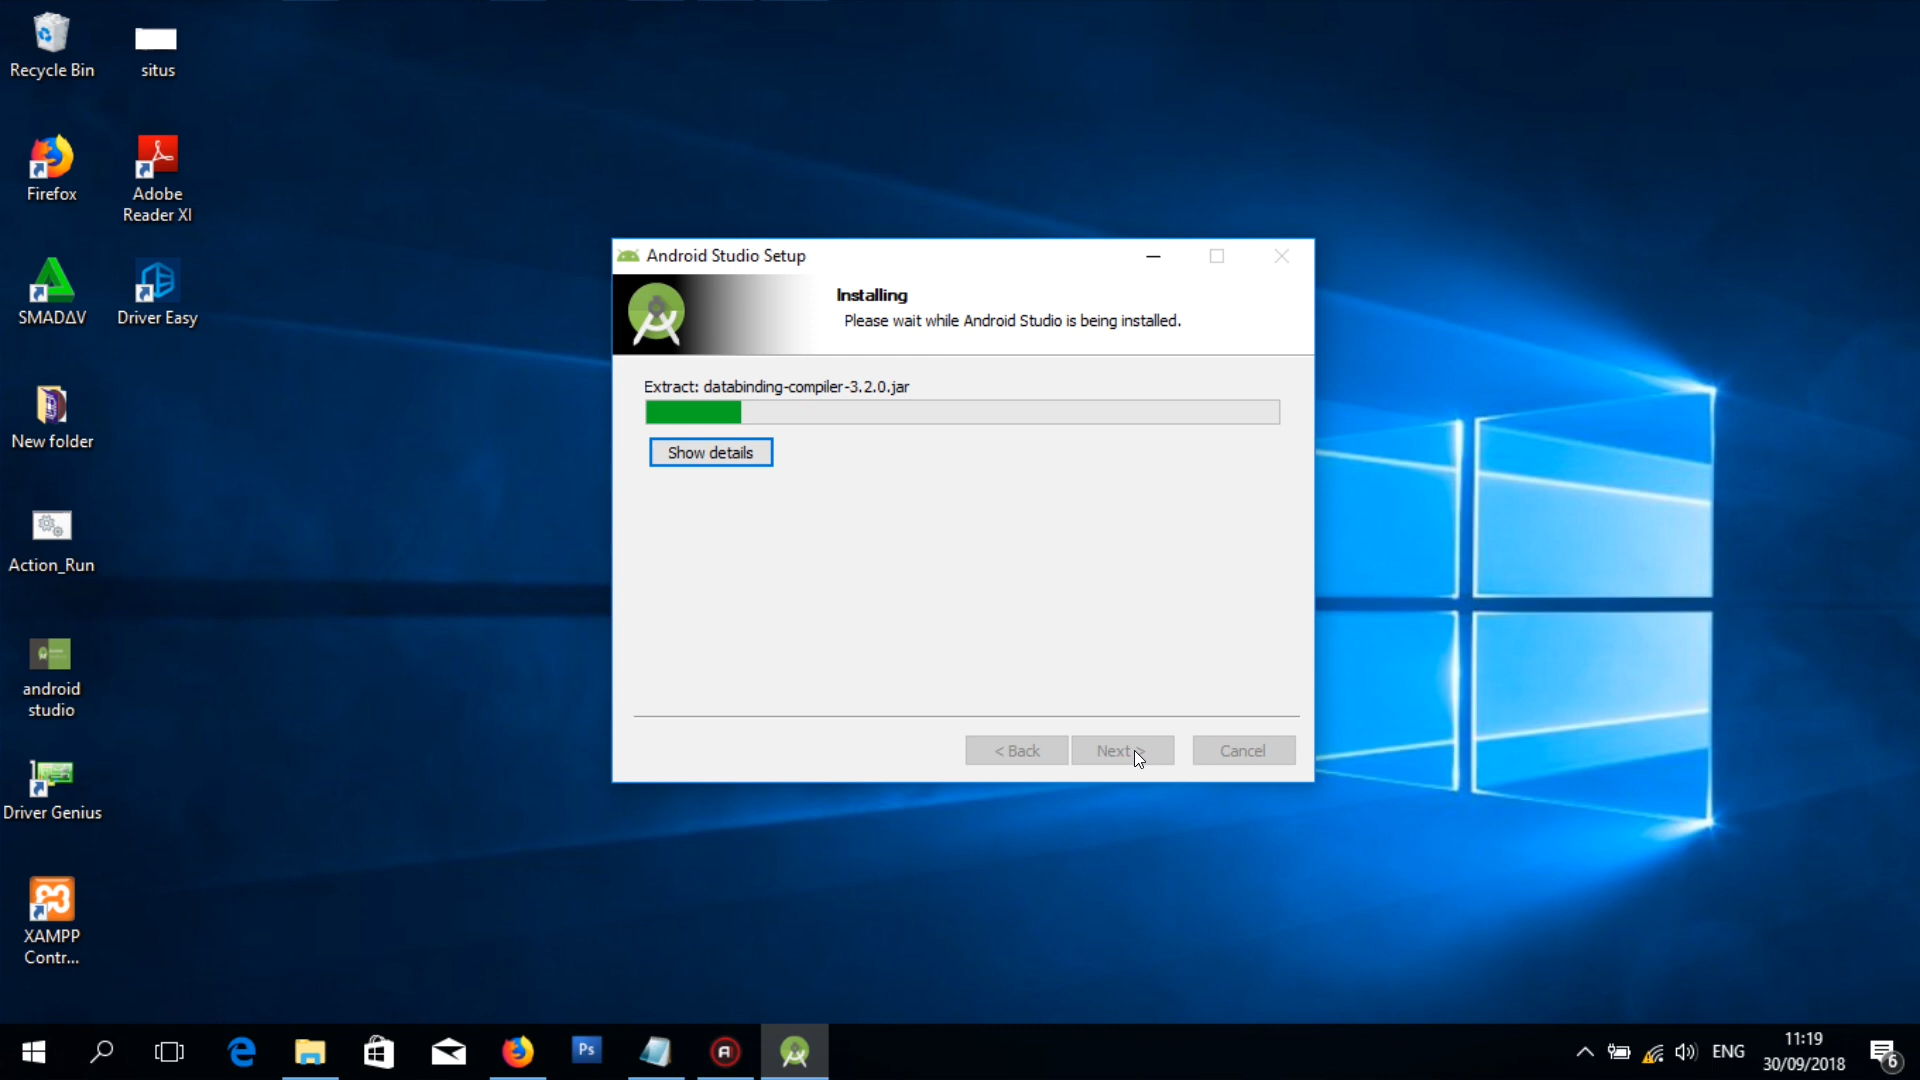 Recycle Bin
situs
Firefox
Adobe
Reader XI
SMADΔV
Driver Easy
New folder
Action_Run
android
studio
Driver Genius
XAMPP
Contr...
Android Studio Setup
Installing
Please wait while Android Studio is being installed.
Extract: databinding-compiler-3.2.0.jar
Show details
< Back
Next >
Cancel
Ps
ENG
11:19
30/09/2018
6